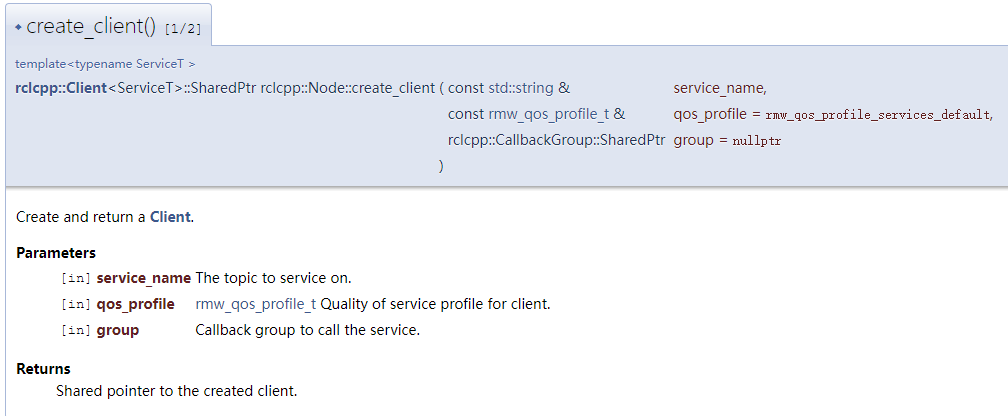 ◆ create_client() [1/2]
template<typename ServiceT >
rclcpp::Client<ServiceT>::SharedPtr rclcpp::Node::create_client ( const std::string & service_name,
const rmw_qos_profile_t & qos_profile = rmw_qos_profile_services_default,
rclcpp::CallbackGroup::SharedPtr group = nullptr
)
Create and return a Client.
Parameters
[in] service_name The topic to service on.
[in] qos_profile rmw_qos_profile_t Quality of service profile for client.
[in] group Callback group to call the service.
Returns
Shared pointer to the created client.